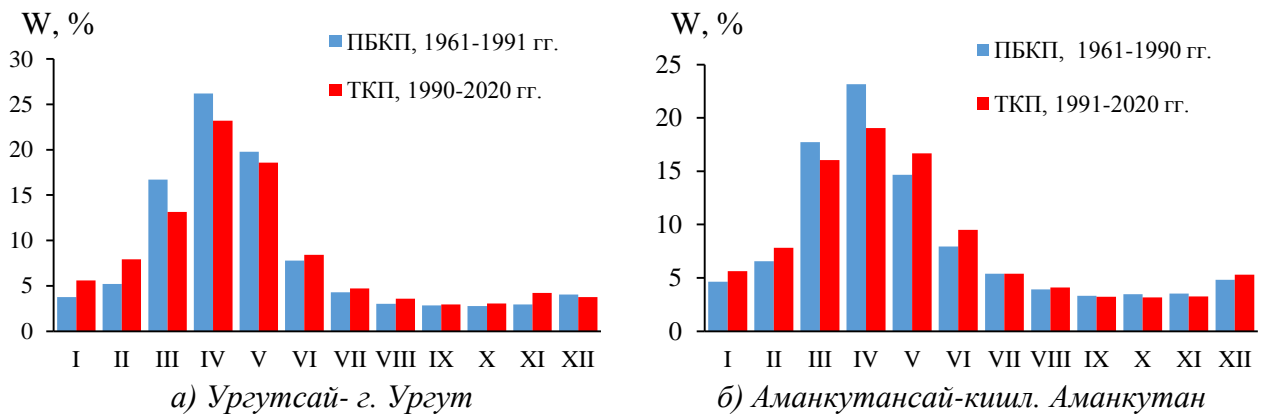 W, %
ПБКП, 1961-1991 гг.
ТКП, 1990-2020 гг.
30
25
20
15
10
5
0
I II III IV V VI VII VIII IX X XI XII
а) Ургутсай- г. Ургут
W, %
ПБКП, 1961-1990 гг.
ТКП, 1991-2020 гг.
25
20
15
10
5
0
I II III IV V VI VII VIII IX X XI XII
б) Аманкутансай-кишл. Аманкутан